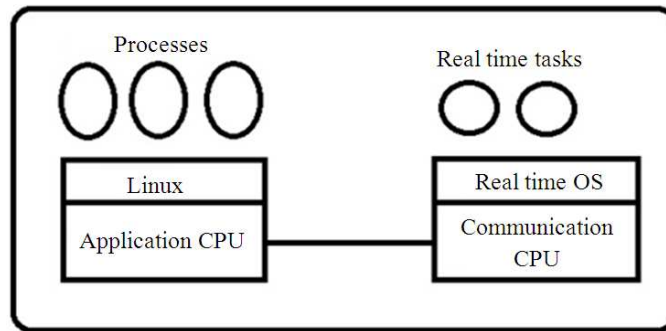 Processes
Real time tasks
Linux
Real time OS
Application CPU
Communication
CPU